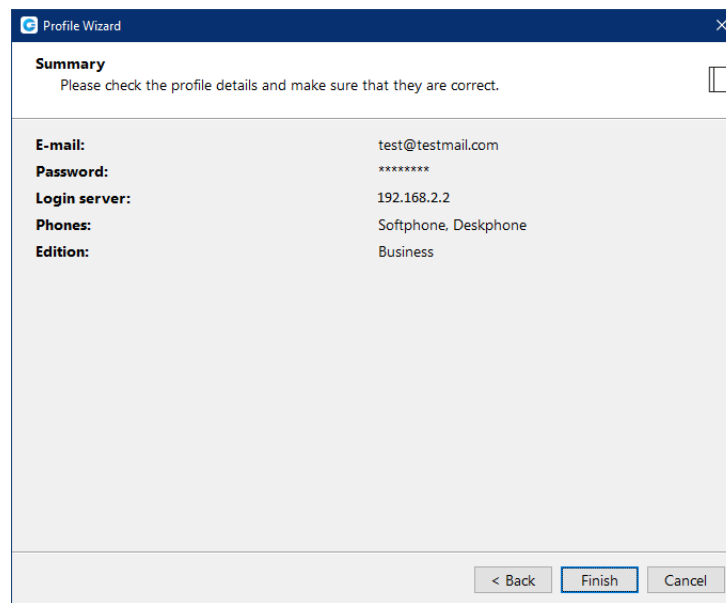 Profile Wizard
Summary
Please check the profile details and make sure that they are correct.
E-mail: test@testmail.com
Password: ********
Login server: 192.168.2.2
Phones: Softphone, Deskphone
Edition: Business
< Back Finish Cancel